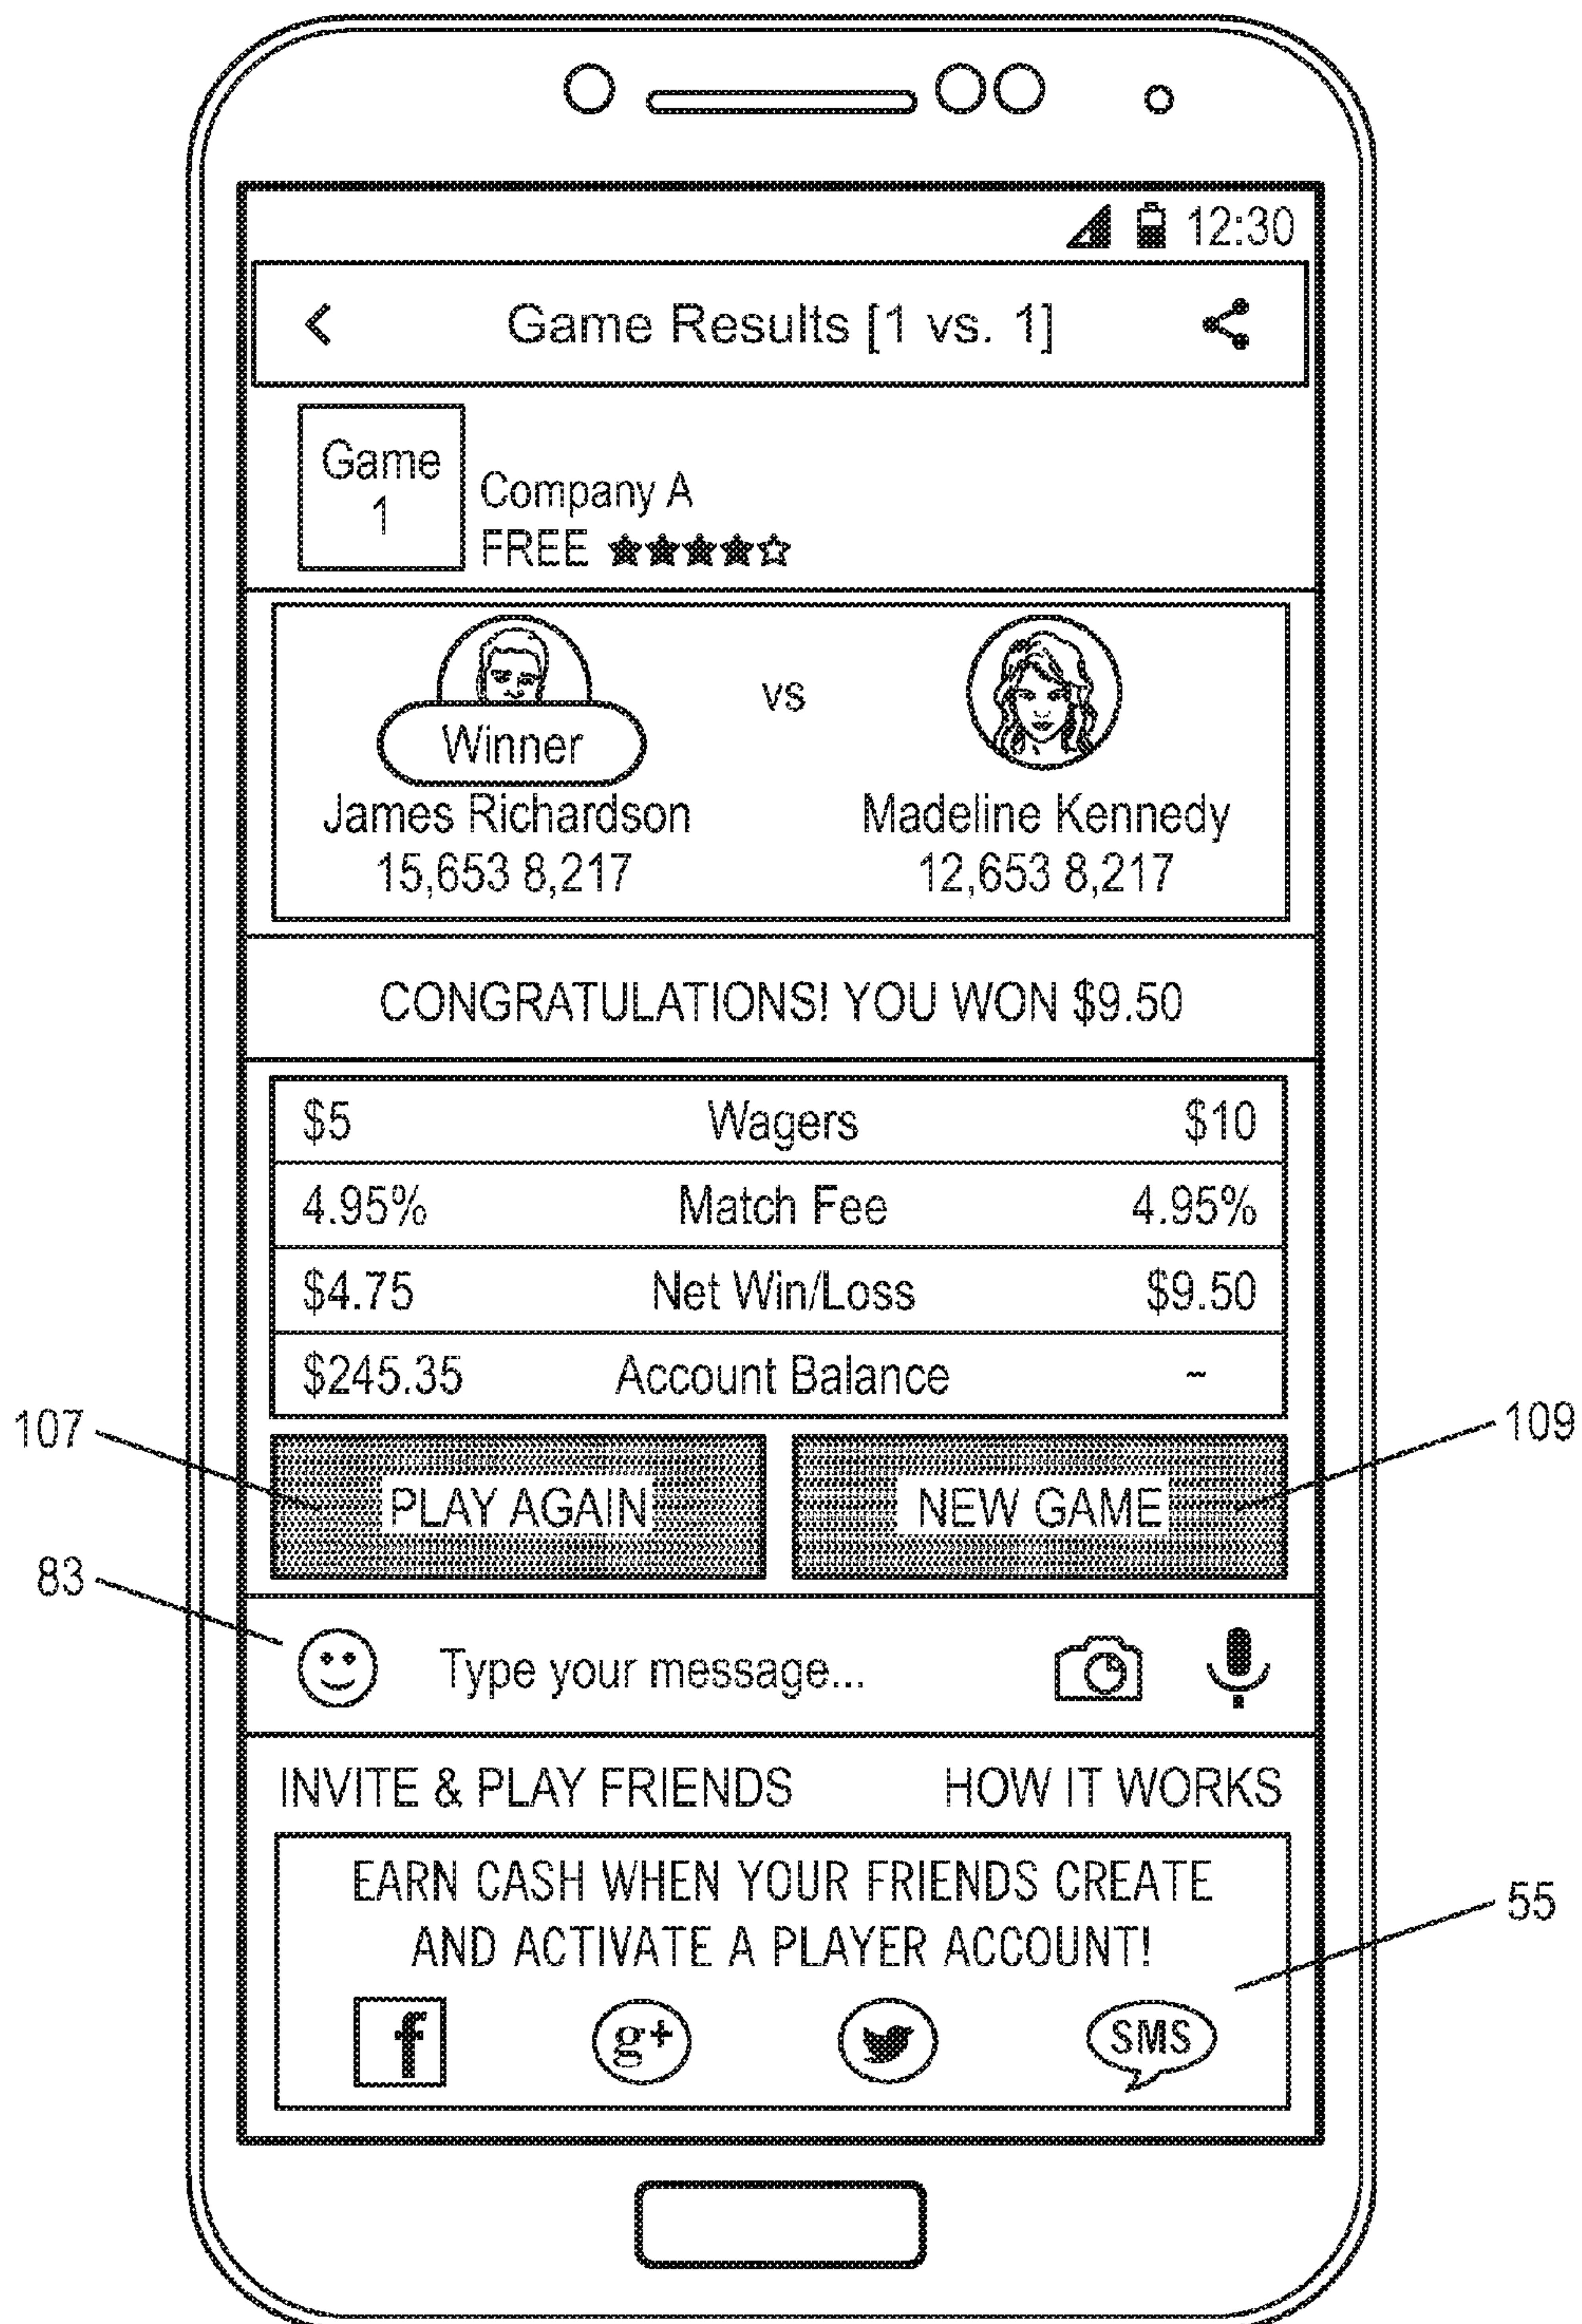 12:30
Game Results [1 vs. 1]
Game
1
Company A
FREE
vs
Winner
James Richardson
Madeline Kennedy
15,653 8,217
12,653 8,217
CONGRATULATIONS! YOU WON $9.50
$5 Wagers $10
4.95% Match Fee 4.95%
$4.75 Net Win/Loss $9.50
$245.35 Account Balance ~
107
109
PLAY AGAIN
NEW GAME
83
Type your message...
INVITE & PLAY FRIENDS
HOW IT WORKS
EARN CASH WHEN YOUR FRIENDS CREATE
AND ACTIVATE A PLAYER ACCOUNT!
55
f
g+
SMS